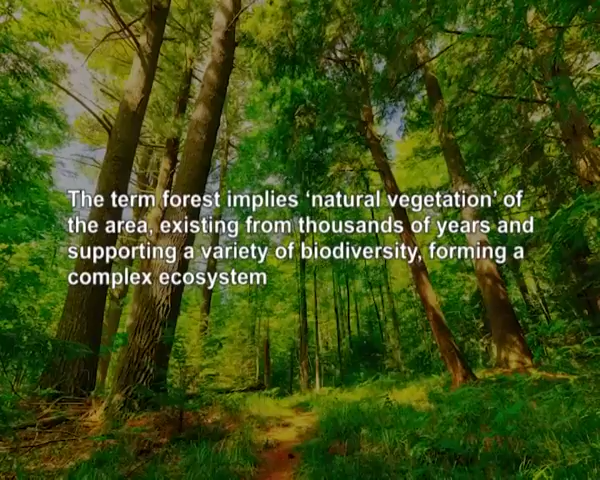 The term forest implies ‘natural vegetation’ of
the area, existing from thousands of years and
supporting a variety of biodiversity, forming a
complex ecosystem